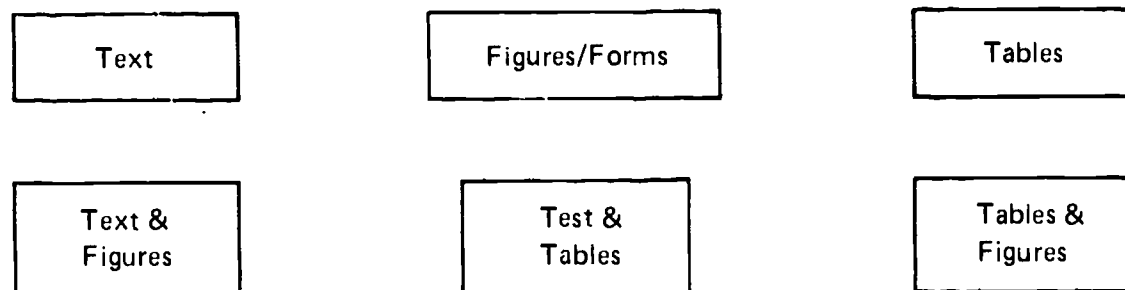 Text
Figures/Forms
Tables
Text &
Figures
Test &
Tables
Tables &
Figures